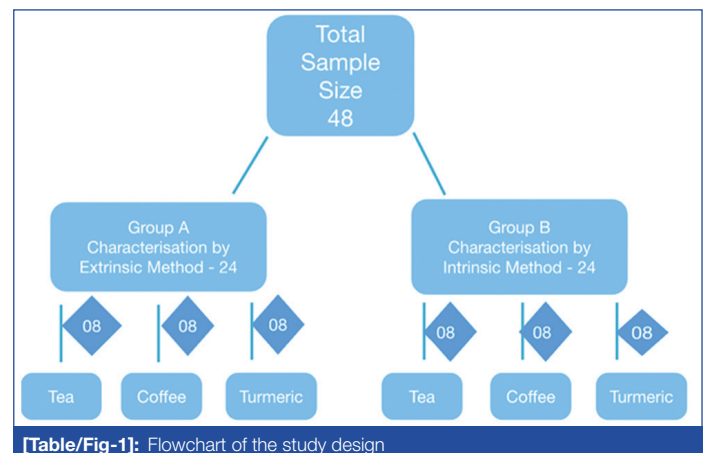 Total
Sample
Size
48
Group A
Characterisation by
Extrinsic Method - 24
Group B
Characterisation by
Intrinsic Method - 24
08
08
08
08
08
08
Tea
Coffee
Turmeric
Tea
Coffee
Turmeric
[Table/Fig-1]: Flowchart of the study design